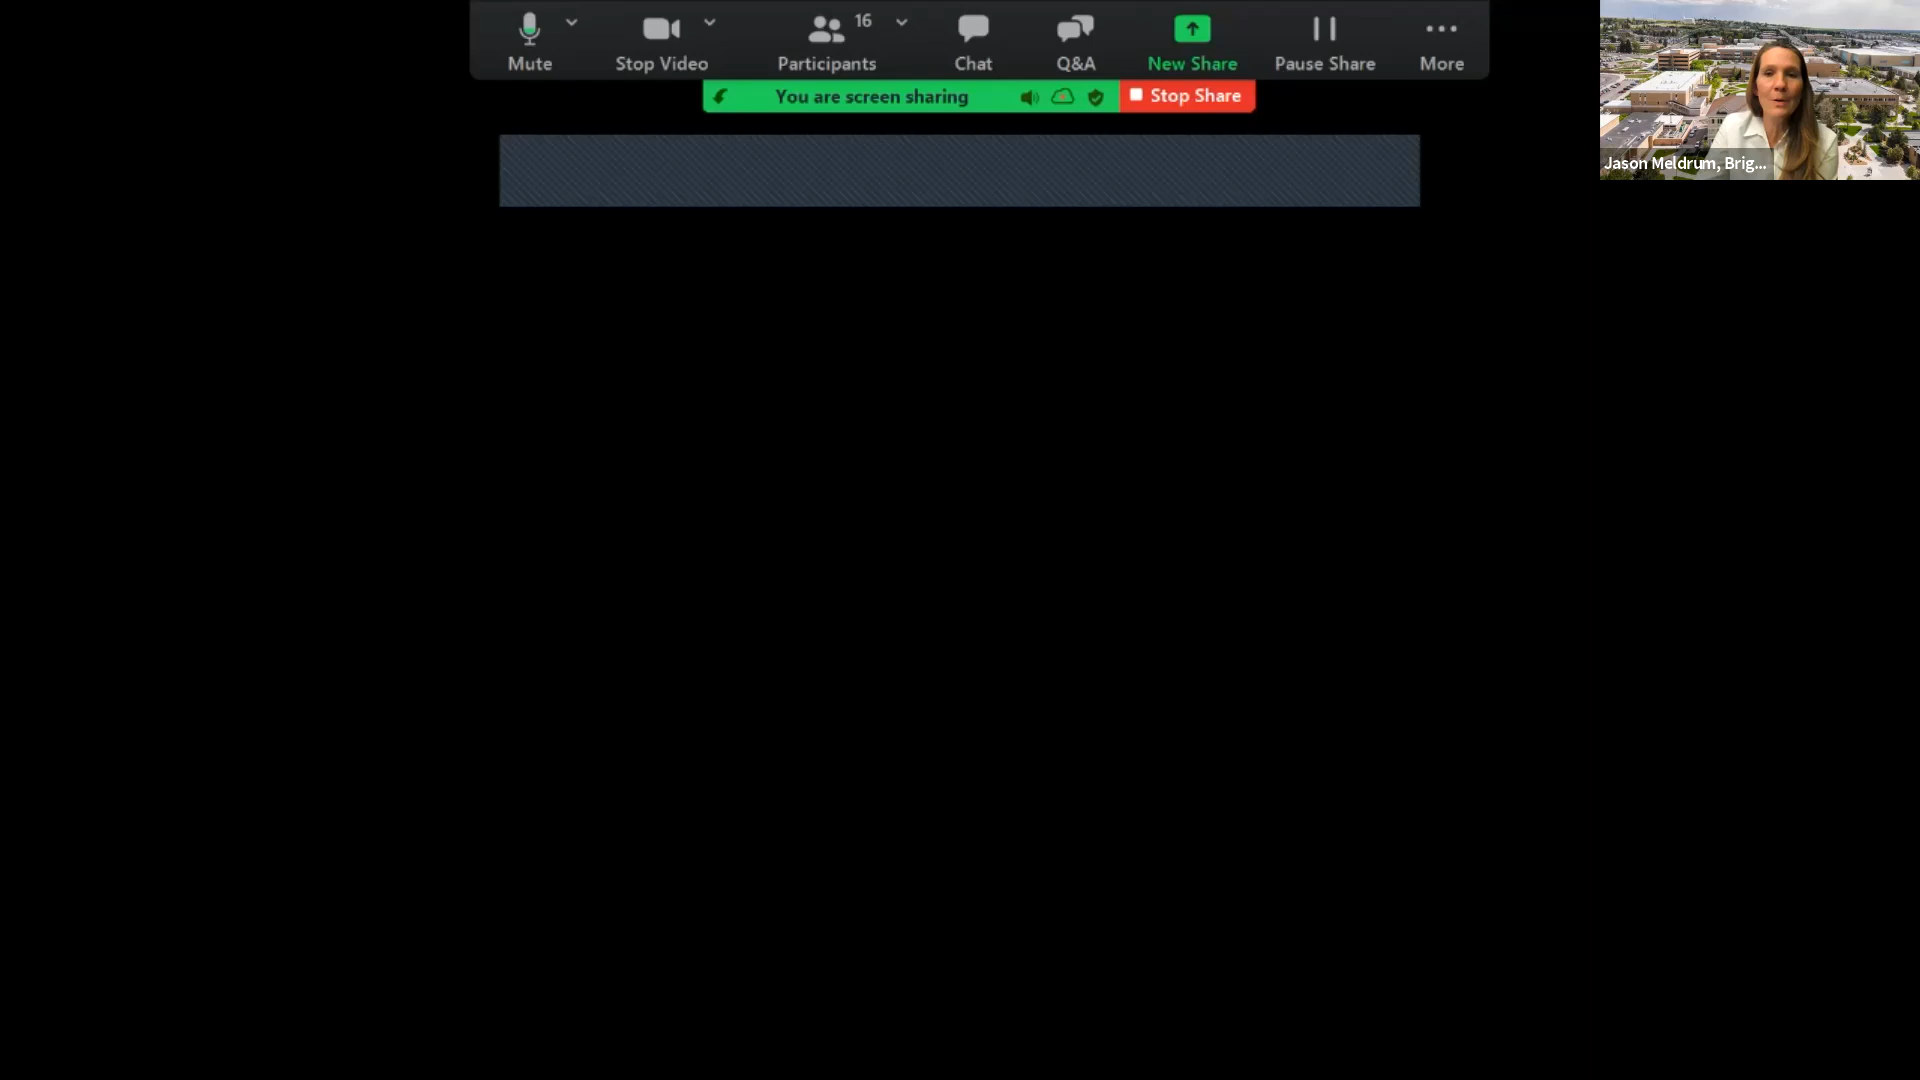 16
Mute
Stop Video
Participants
Chat
Q&A
New Share
Pause Share
More
You are screen sharing
Stop Share
Jason Meldrum, Brig...